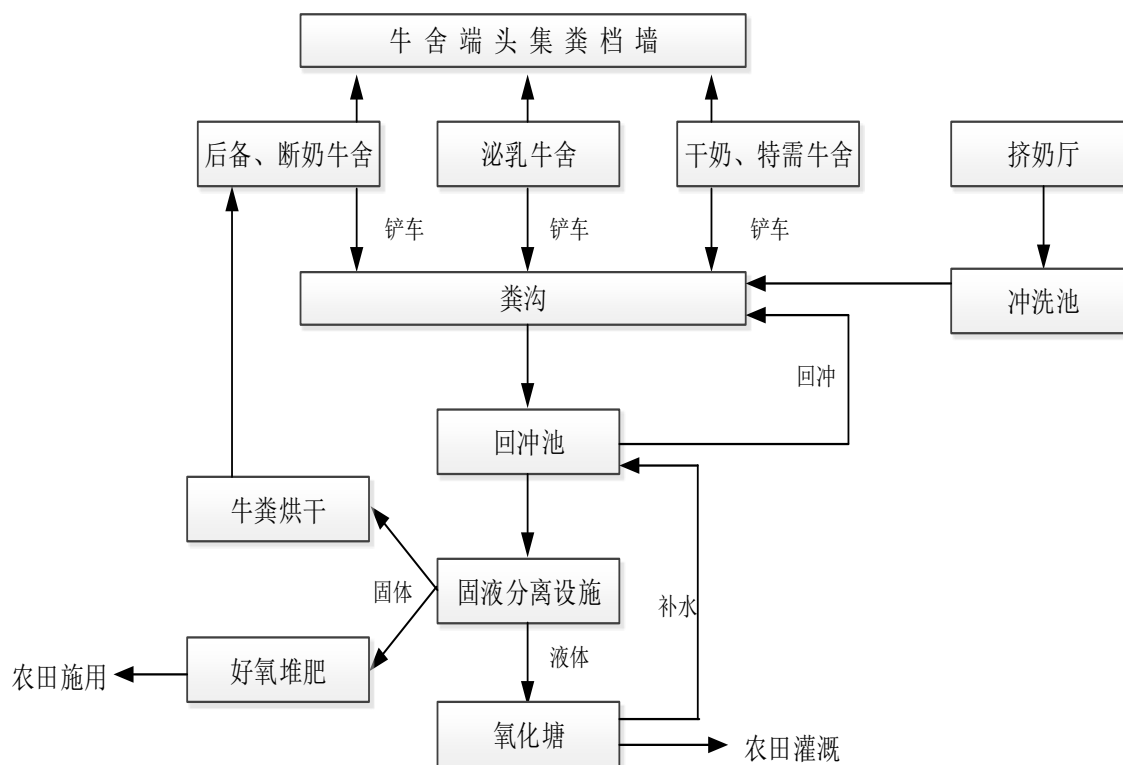 牛舍端头集粪档墙
后备、断奶牛舍
泌乳牛舍
干奶、特需牛舍
挤奶厅
铲车
铲车
铲车
粪沟
冲洗池
回冲
回冲池
牛粪烘干
固液分离设施
固体
补水
液体
好氧堆肥
农田施用
氧化塘
农田灌溉